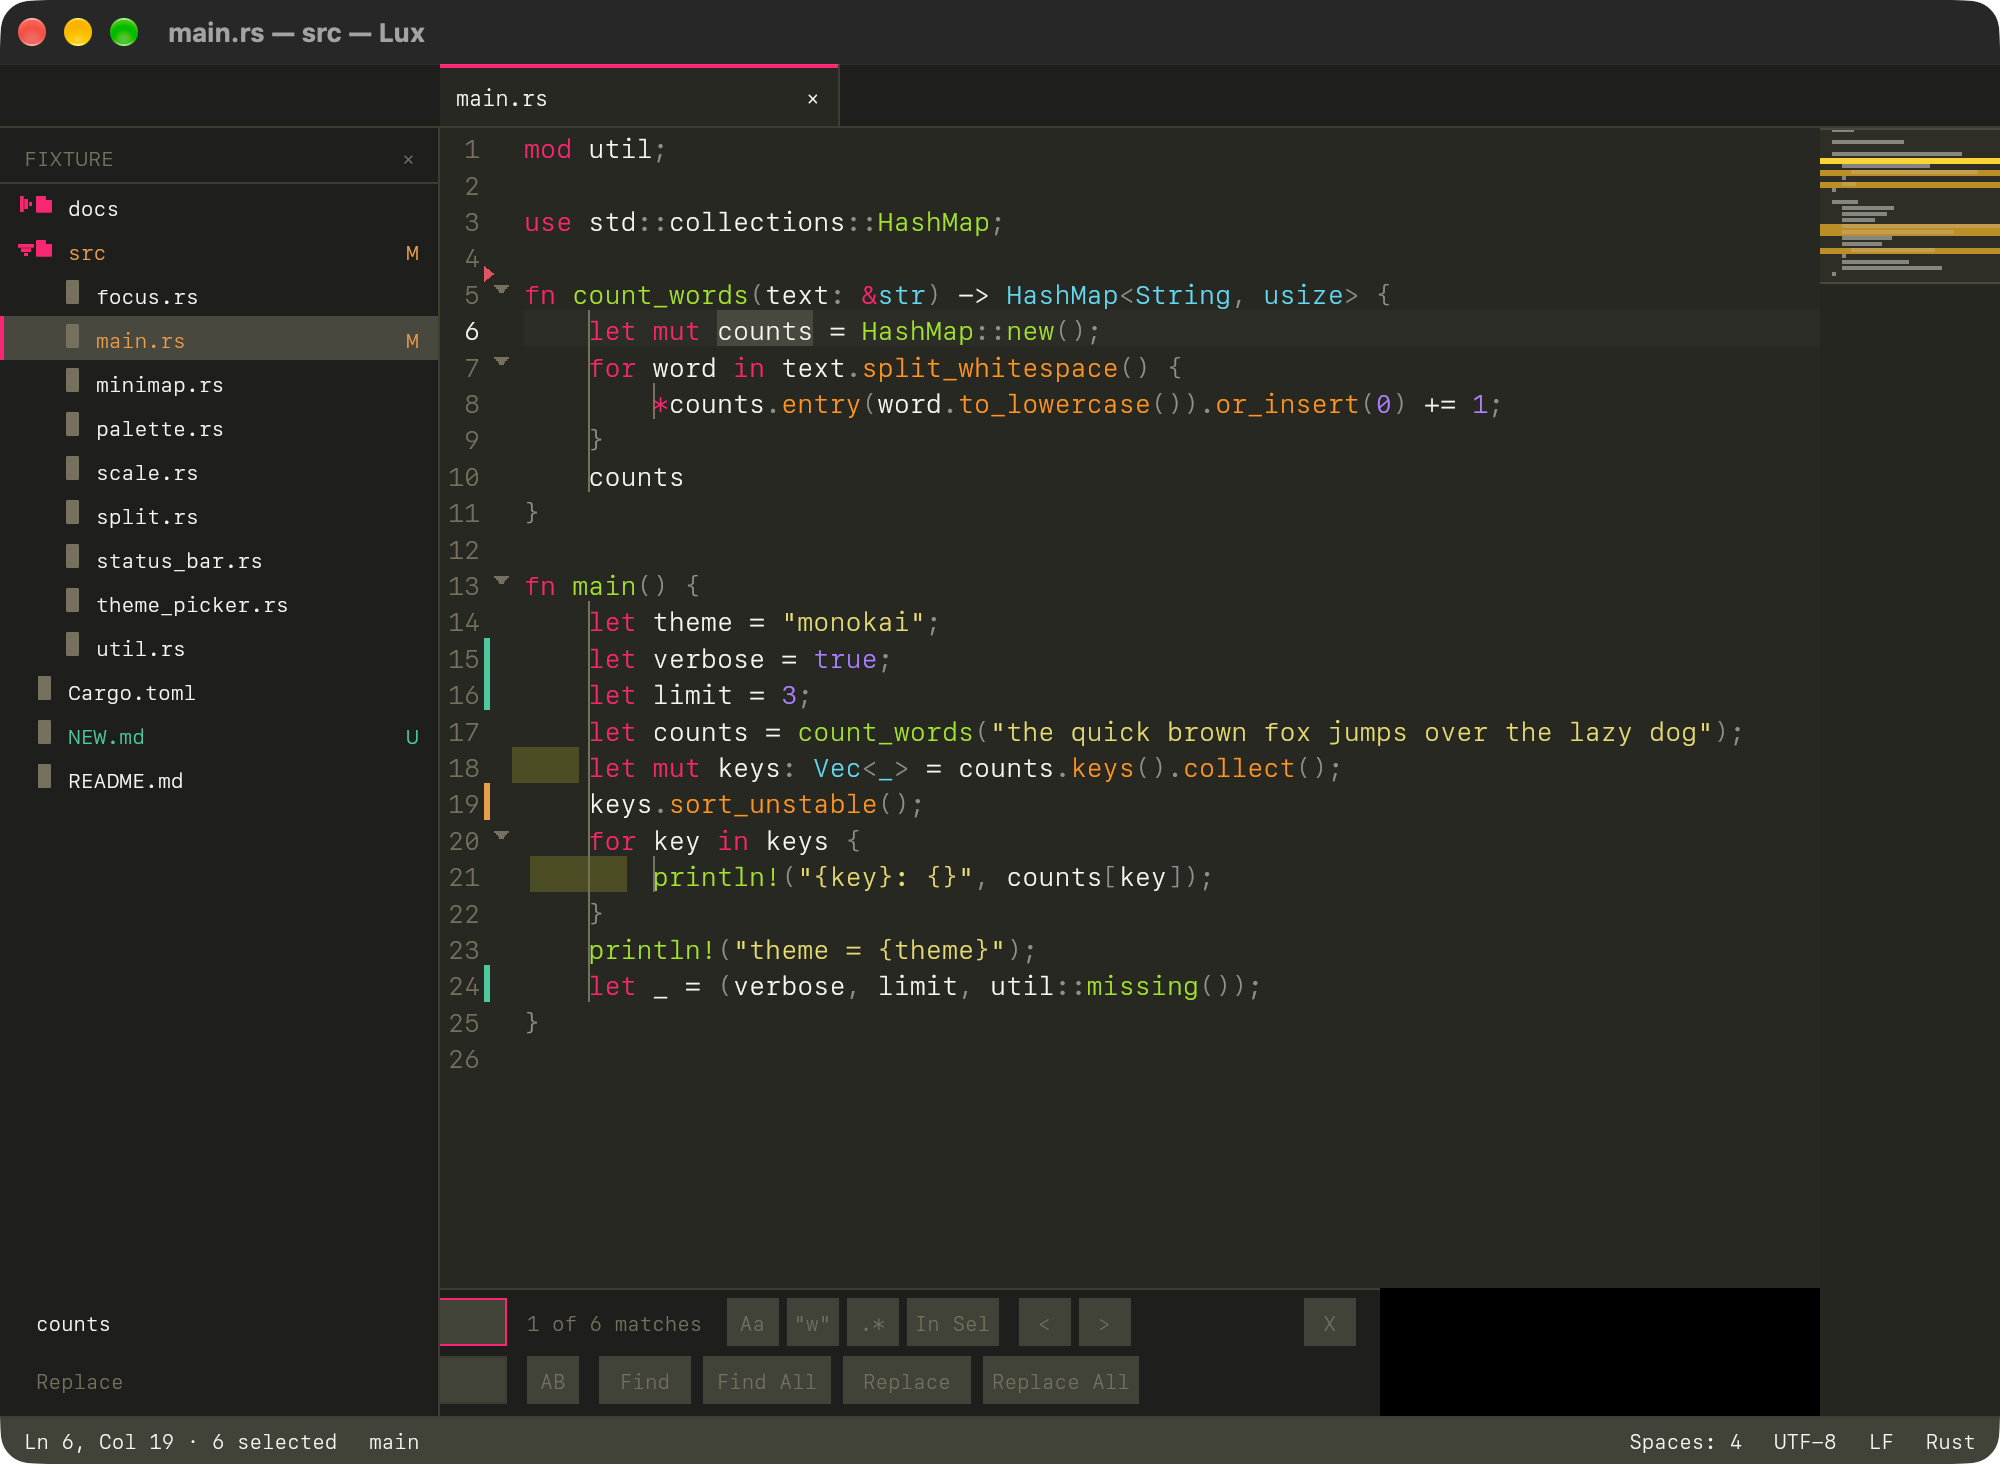 main.rs — src — Lux
main.rs ×
FIXTURE ×
docs
src M
focus.rs
main.rs M
minimap.rs
palette.rs
scale.rs
split.rs
status_bar.rs
theme_picker.rs
util.rs
Cargo.toml
NEW.md U
README.md
1 mod util;
2
3 use std::collections::HashMap;
4
5 fn count_words(text: &str) -> HashMap<String, usize> {
6     let mut counts = HashMap::new();
7     for word in text.split_whitespace() {
8         *counts.entry(word.to_lowercase()).or_insert(0) += 1;
9     }
10     counts
11 }
12
13 fn main() {
14     let theme = "monokai";
15     let verbose = true;
16     let limit = 3;
17     let counts = count_words("the quick brown fox jumps over the lazy dog");
18     let mut keys: Vec<_> = counts.keys().collect();
19     keys.sort_unstable();
20     for key in keys {
21         println!("{key}: {}", counts[key]);
22     }
23     println!("theme = {theme}");
24     let _ = (verbose, limit, util::missing());
25 }
26
counts 1 of 6 matches Aa "w" .* In Sel < > X
Replace AB Find Find All Replace Replace All
Ln 6, Col 19 · 6 selected main Spaces: 4 UTF-8 LF Rust